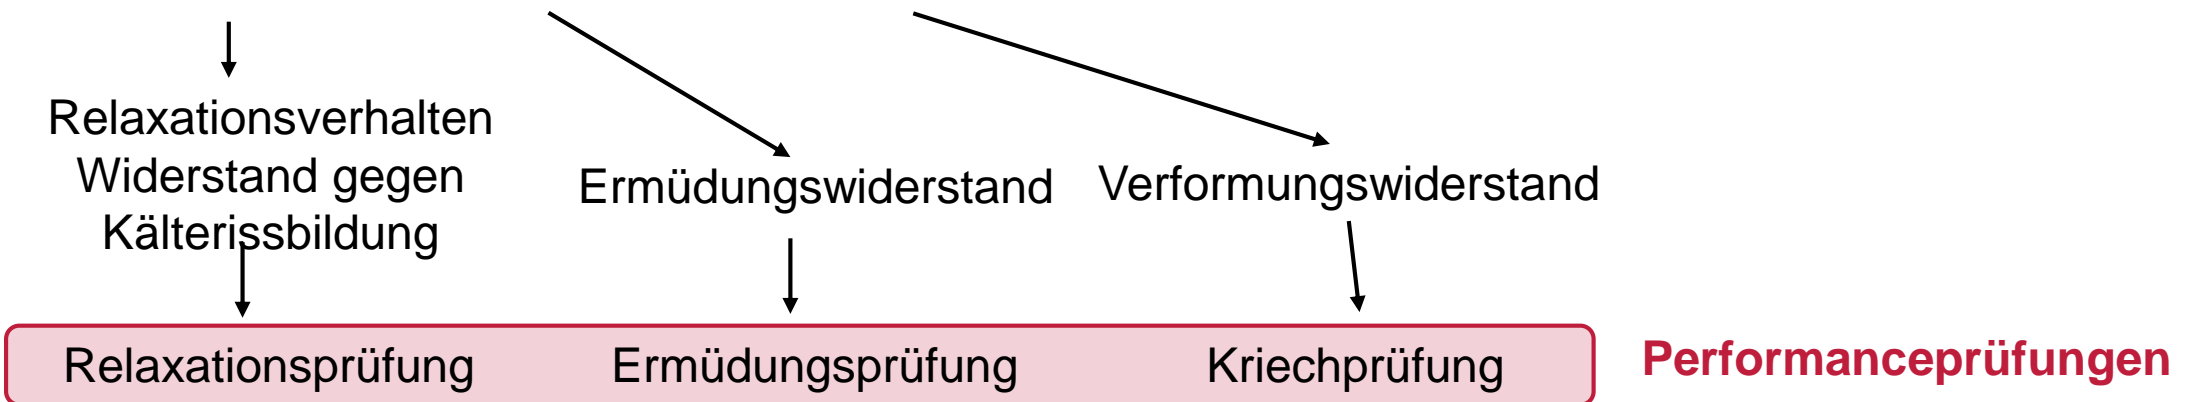 Relaxationsverhalten
Widerstand gegen
Kälterissbildung
Ermüdungswiderstand
Verformungswiderstand
Relaxationsprüfung
Ermüdungsprüfung
Kriechprüfung
Performanceprüfungen